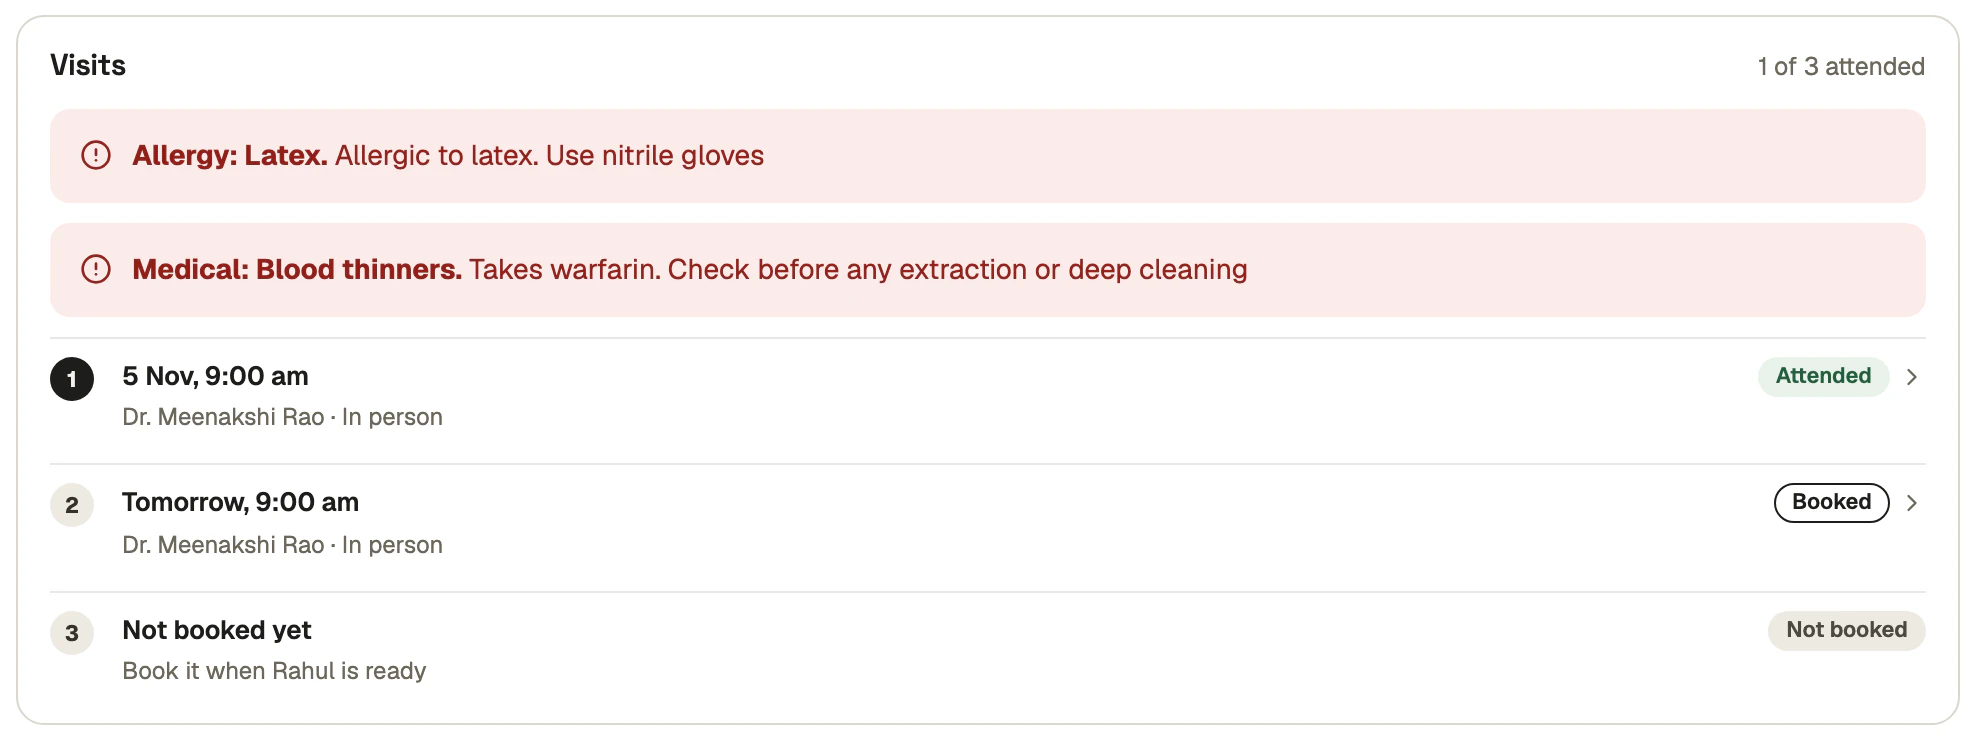 Visits
1 of 3 attended
Allergy: Latex. Allergic to latex. Use nitrile gloves
Medical: Blood thinners. Takes warfarin. Check before any extraction or deep cleaning
1
5 Nov, 9:00 am
Attended
Dr. Meenakshi Rao · In person
2
Tomorrow, 9:00 am
Booked
Dr. Meenakshi Rao · In person
3
Not booked yet
Not booked
Book it when Rahul is ready